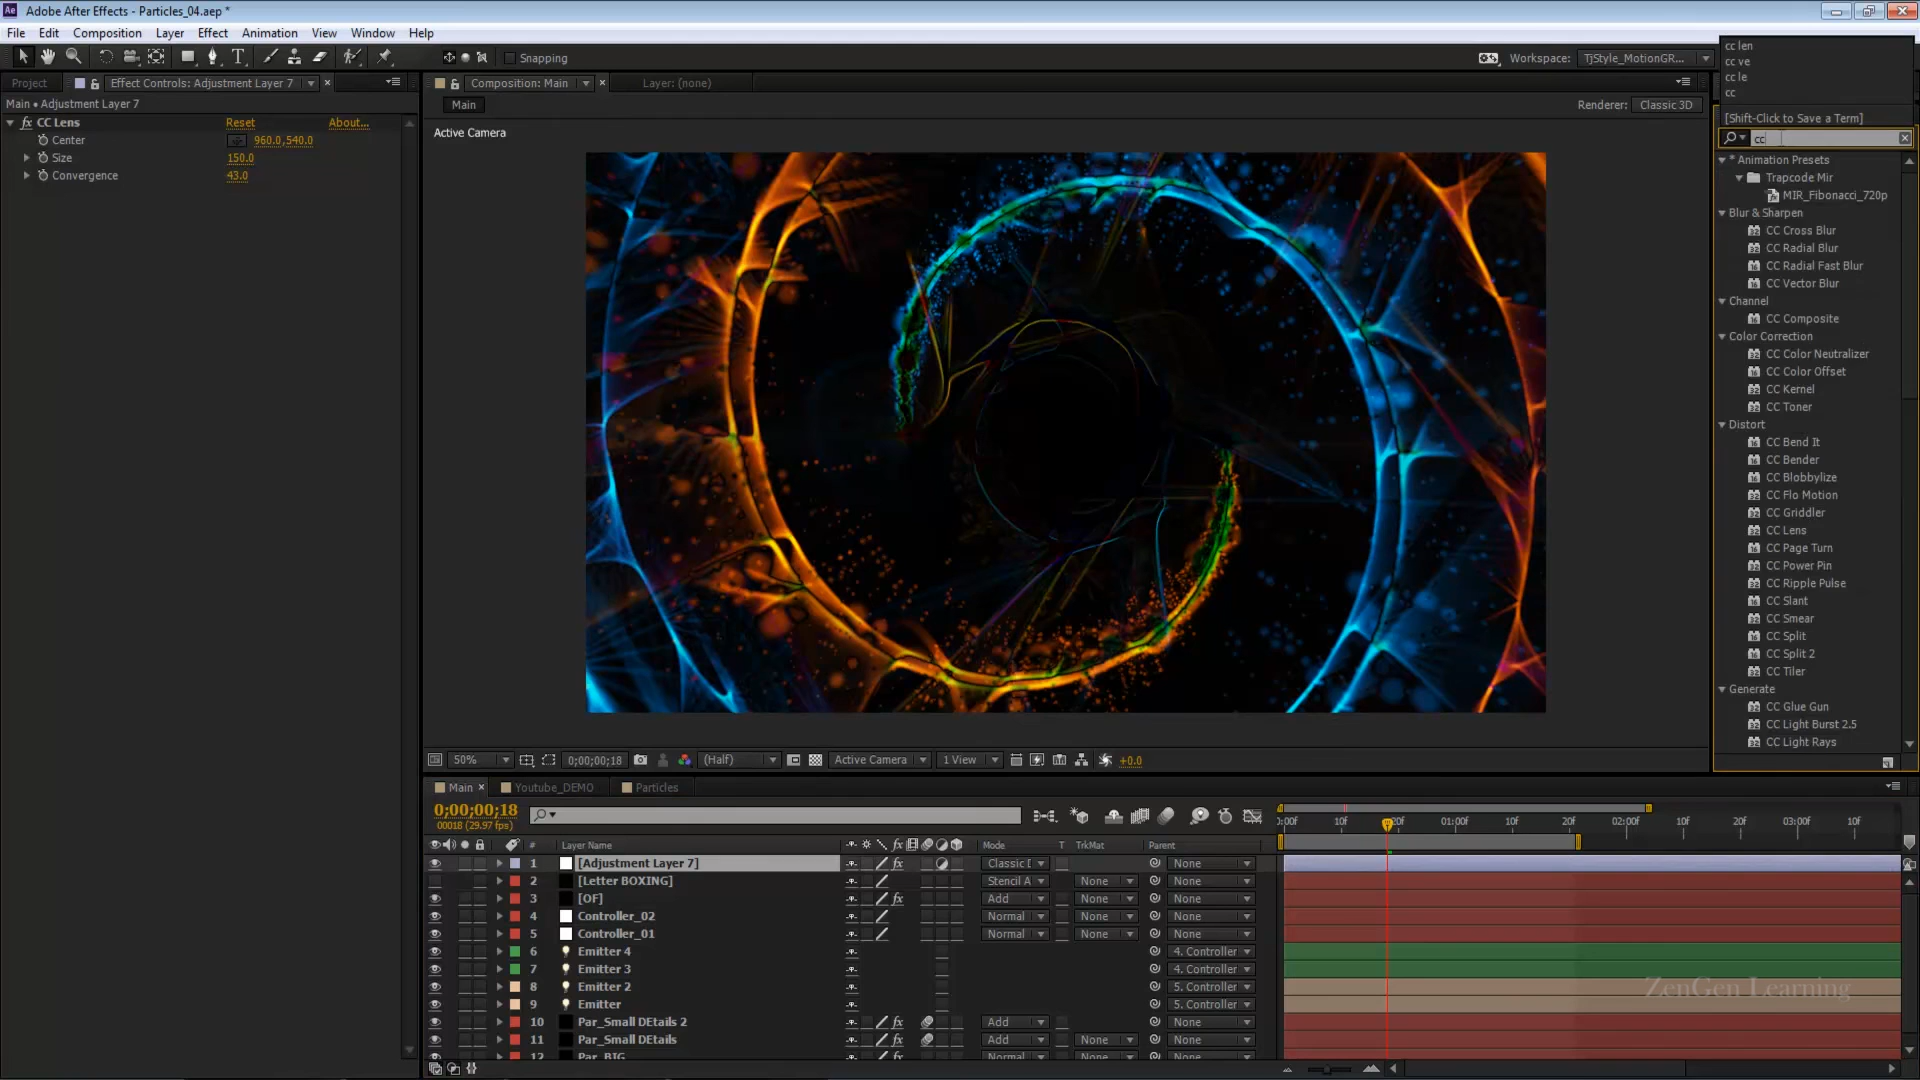 Adobe After Effects - Particles_04.aep *
File Edit Composition Layer Effect Animation View Window Help
Snapping
Workspace: TjStyle_MotionGR...
cc len
cc ve
cc le
cc
[Shift-Click to Save a Term]
cc
Project Effect Controls: Adjustment Layer 7
Main • Adjustment Layer 7
fx CC Lens Reset About...
Center 960.0,540.0
Size 150.0
Convergence 43.0
Composition: Main Layer: (none)
Main
Renderer: Classic 3D
Active Camera
* Animation Presets
Trapcode Mir
MIR_Fibonacci_720p
Blur & Sharpen
CC Cross Blur
CC Radial Blur
CC Radial Fast Blur
CC Vector Blur
Channel
CC Composite
Color Correction
CC Color Neutralizer
CC Color Offset
CC Kernel
CC Toner
Distort
CC Bend It
CC Bender
CC Blobbylize
CC Flo Motion
CC Griddler
CC Lens
CC Page Turn
CC Power Pin
CC Ripple Pulse
CC Slant
CC Smear
CC Split
CC Split 2
CC Tiler
Generate
CC Glue Gun
CC Light Burst 2.5
CC Light Rays
50% 0;00;00;18 (Half) Active Camera 1 View +0.0
Main Youtube_DEMO Particles
0;00;00;18
00018 (29.97 fps)
0:00f 10f 20f 01:00f 10f 20f 02:00f 10f 20f 03:00f 10f
# Layer Name Mode T TrkMat Parent
1 [Adjustment Layer 7] Classic D None
2 [Letter BOXING] Stencil A None None
3 [OF] Add None None
4 Controller_02 Normal None None
5 Controller_01 Normal None None
6 Emitter 4 4. Controller
7 Emitter 3 4. Controller
8 Emitter 2 5. Controller
9 Emitter 5. Controller
10 Par_Small DEtails 2 Add None
11 Par_Small DEtails Add None None
12 Par_BIG Normal None None
ZenGen Learning